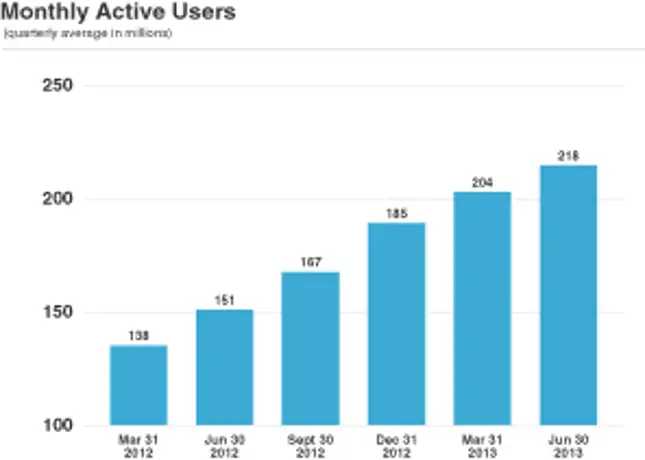 Monthly Active Users
(quarterly average in millions)
250
200
150
100
138
151
167
185
204
218
Mar 31
2012
Jun 30
2012
Sept 30
2012
Dec 31
2012
Mar 31
2013
Jun 30
2013